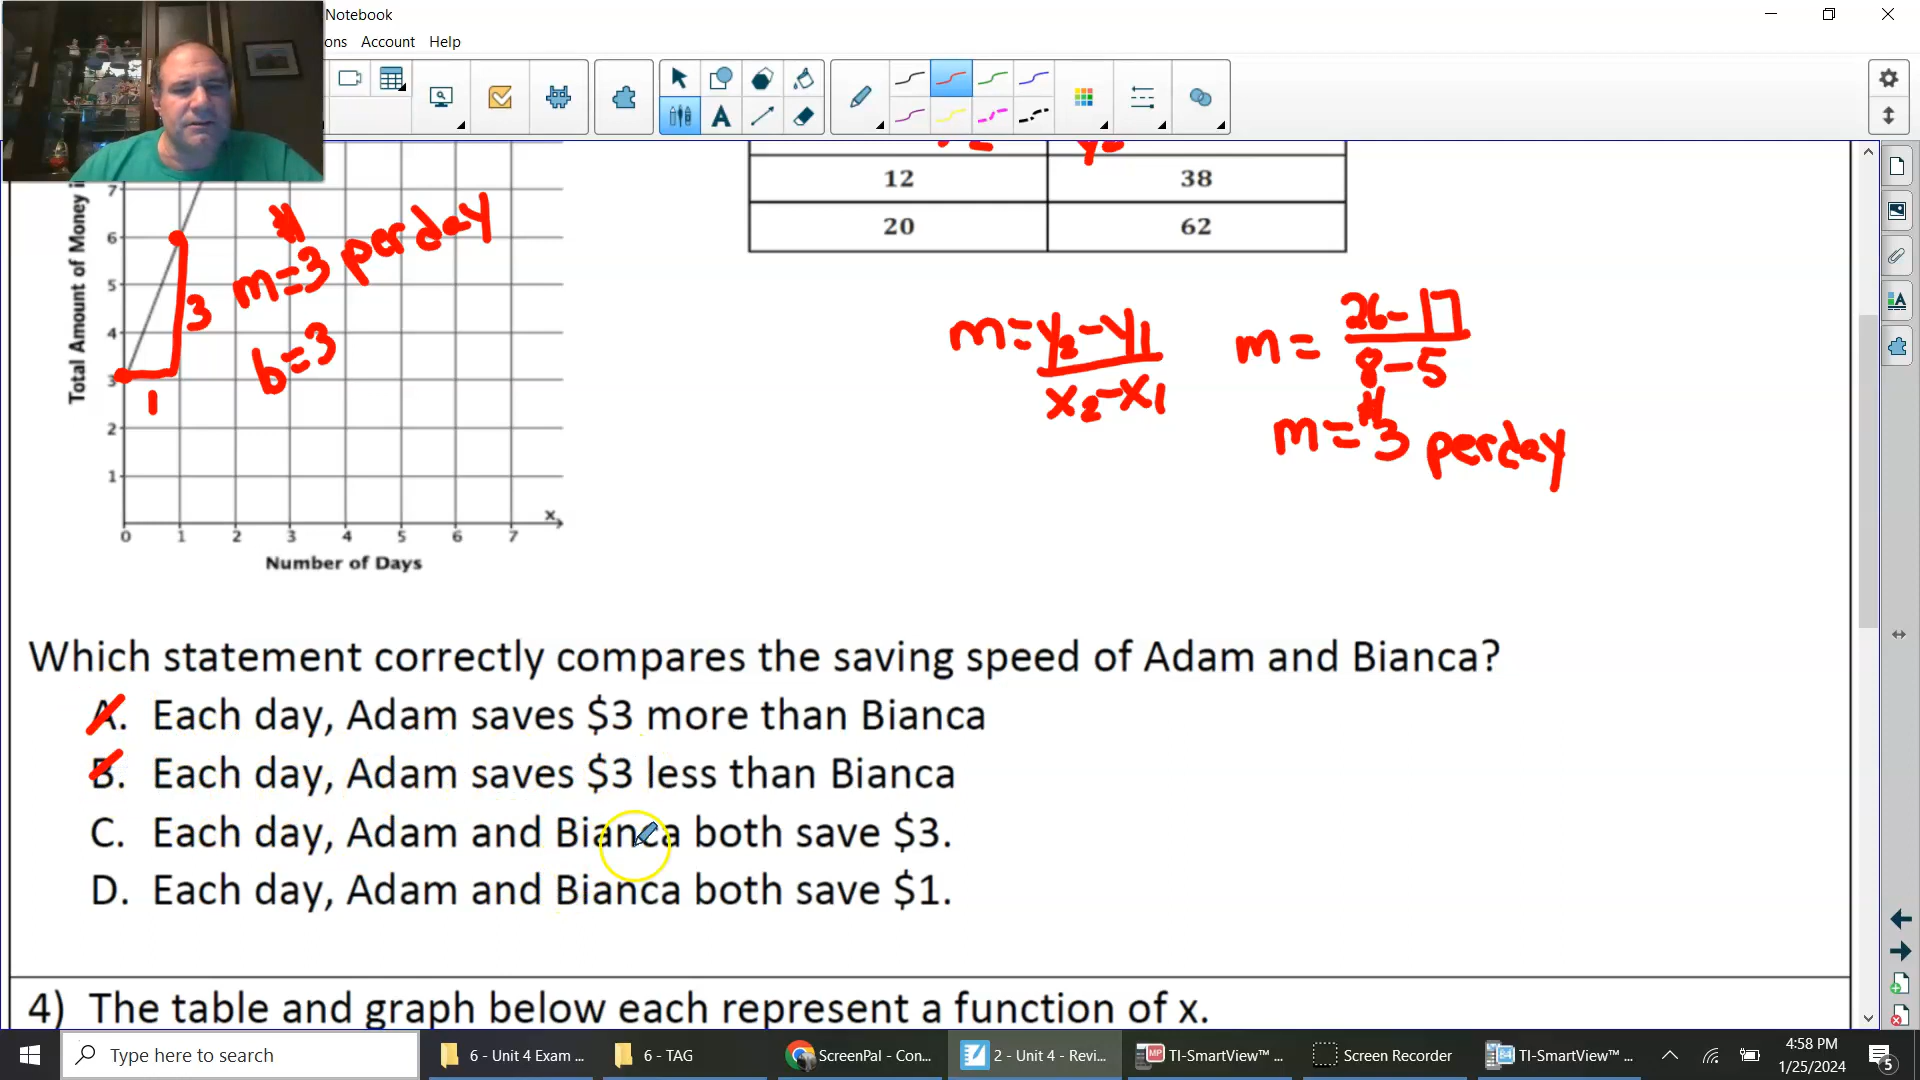 Notebook
ons Account Help
7
6
5
4
3
2
1
0 1 2 3 4 5 6 7
x
Total Amount of Money i
Number of Days
m=3 per day
b=3
3
1
y2
12 38
20 62
m=y2-y1
x2-x1
m= 26-17
8-5
m=3 per day
Which statement correctly compares the saving speed of Adam and Bianca?
A. Each day, Adam saves $3 more than Bianca
B. Each day, Adam saves $3 less than Bianca
C. Each day, Adam and Bianca both save $3.
D. Each day, Adam and Bianca both save $1.
4) The table and graph below each represent a function of x.
Type here to search
6 - Unit 4 Exam ...
6 - TAG
ScreenPal - Con...
2 - Unit 4 - Revi...
MP TI-SmartView™ ...
Screen Recorder
84 TI-SmartView™ ...
4:58 PM
1/25/2024
5